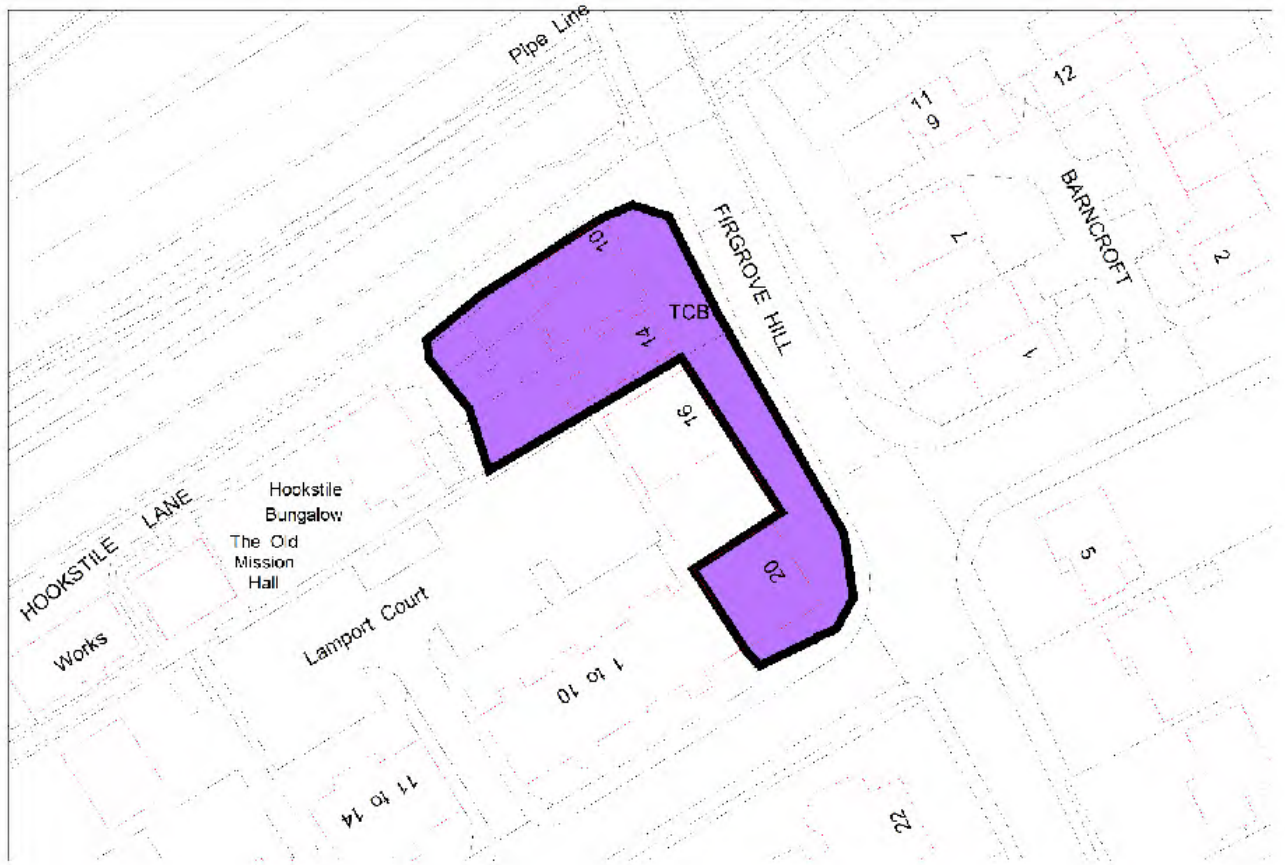 Pipe Line
12
11
9
BARNCROFT
FIRGROVE HILL
10
7
2
TCB
14
1
16
Hookstile
Bungalow
HOOKSTILE LANE
The Old
Mission
Hall
5
20
Lamport Court
Works
1 to 10
11 to 14
22